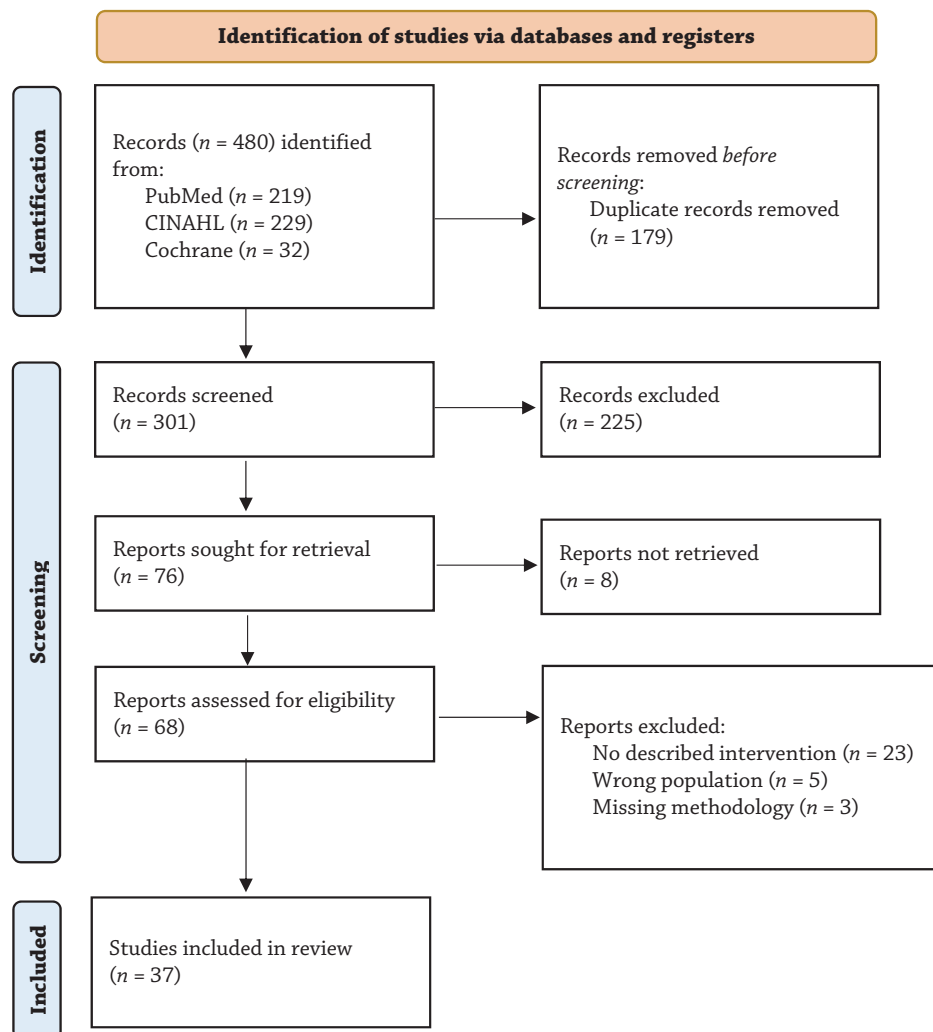 Identification of studies via databases and registers
Identification
Records (n = 480) identified
from:
PubMed (n = 219)
CINAHL (n = 229)
Cochrane (n = 32)
Records removed before
screening:
Duplicate records removed
(n = 179)
Screening
Records screened
(n = 301)
Records excluded
(n = 225)
Reports sought for retrieval
(n = 76)
Reports not retrieved
(n = 8)
Reports assessed for eligibility
(n = 68)
Reports excluded:
No described intervention (n = 23)
Wrong population (n = 5)
Missing methodology (n = 3)
Included
Studies included in review
(n = 37)